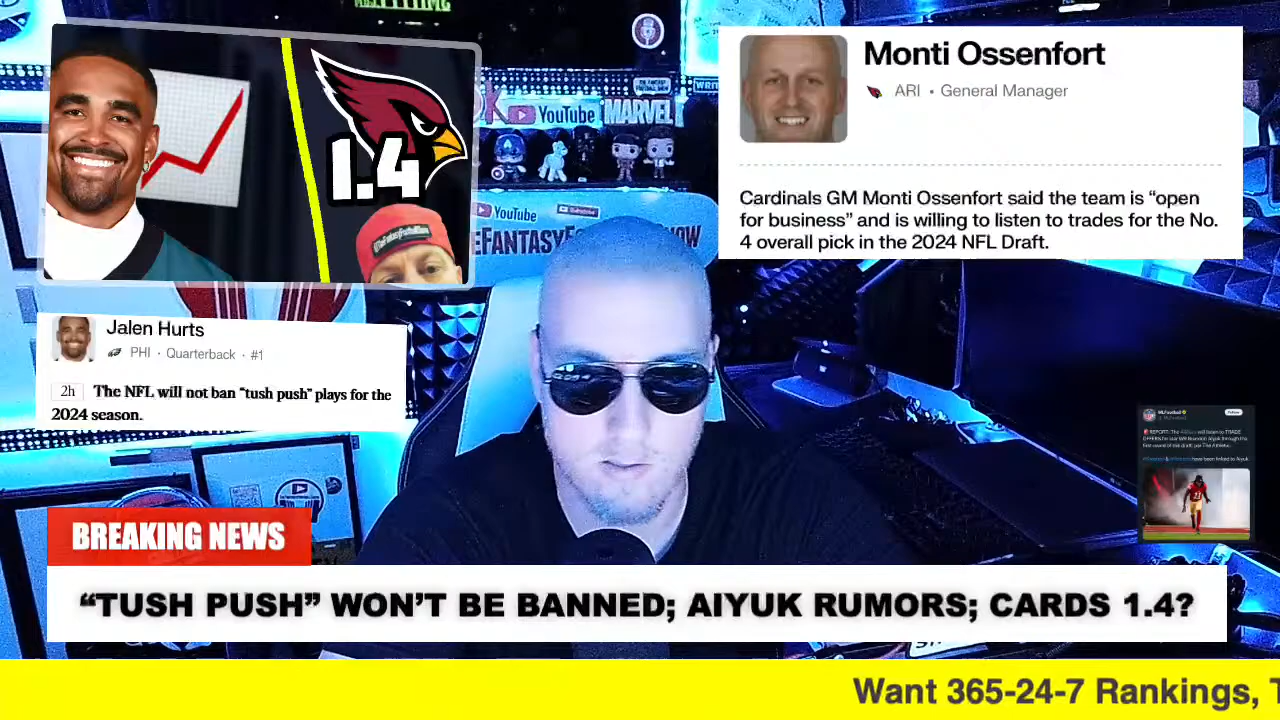 YouTube
MARVEL
1.4
YouTube
EFANTASYF
OW
Monti Ossenfort
ARI • General Manager
Cardinals GM Monti Ossenfort said the team is “open
for business” and is willing to listen to trades for the No.
4 overall pick in the 2024 NFL Draft.
Jalen Hurts
PHI · Quarterback · #1
2h The NFL will not ban “tush push” plays for the
2024 season.
BREAKING NEWS
“TUSH PUSH” WON’T BE BANNED; AIYUK RUMORS; CARDS 1.4?
Want 365-24-7 Rankings, T